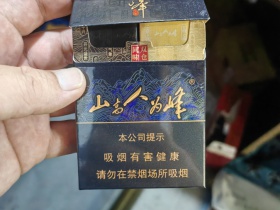 峰
山高人为峰®
本公司提示
吸烟有害健康
请勿在禁烟场所吸烟